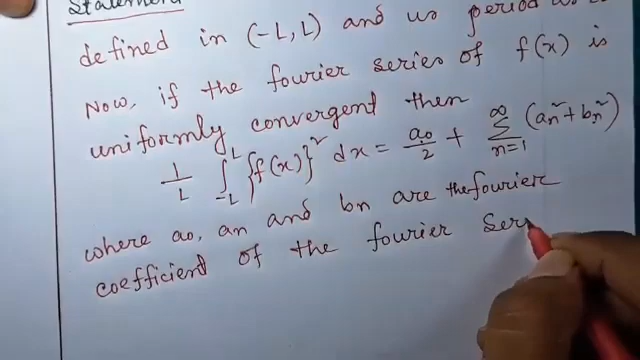 Statement
defined in (-L, L) and its period
Now, if the fourier series of f(x) is
uniformly convergent then
1/L ∫_{-L}^{L} {f(x)}² dx = a₀/2 + Σ_{n=1}^{∞} (aₙ² + bₙ²)
where a₀, aₙ and bₙ are the fourier
coefficient of the fourier ser